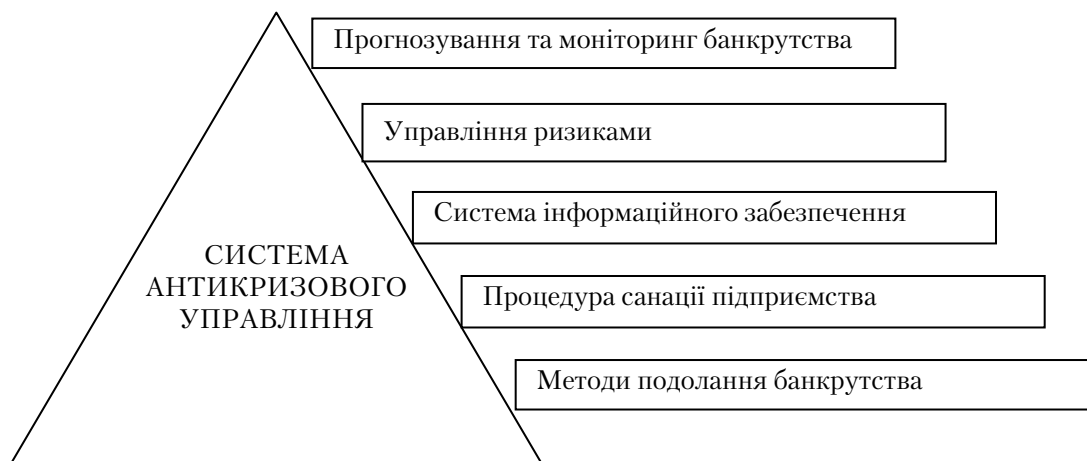 Прогнозування та моніторинг банкрутства
Управління ризиками
Система інформаційного забезпечення
СИСТЕМА
АНТИКРИЗОВОГО
УПРАВЛІННЯ
Процедура санації підприємства
Методи подолання банкрутства